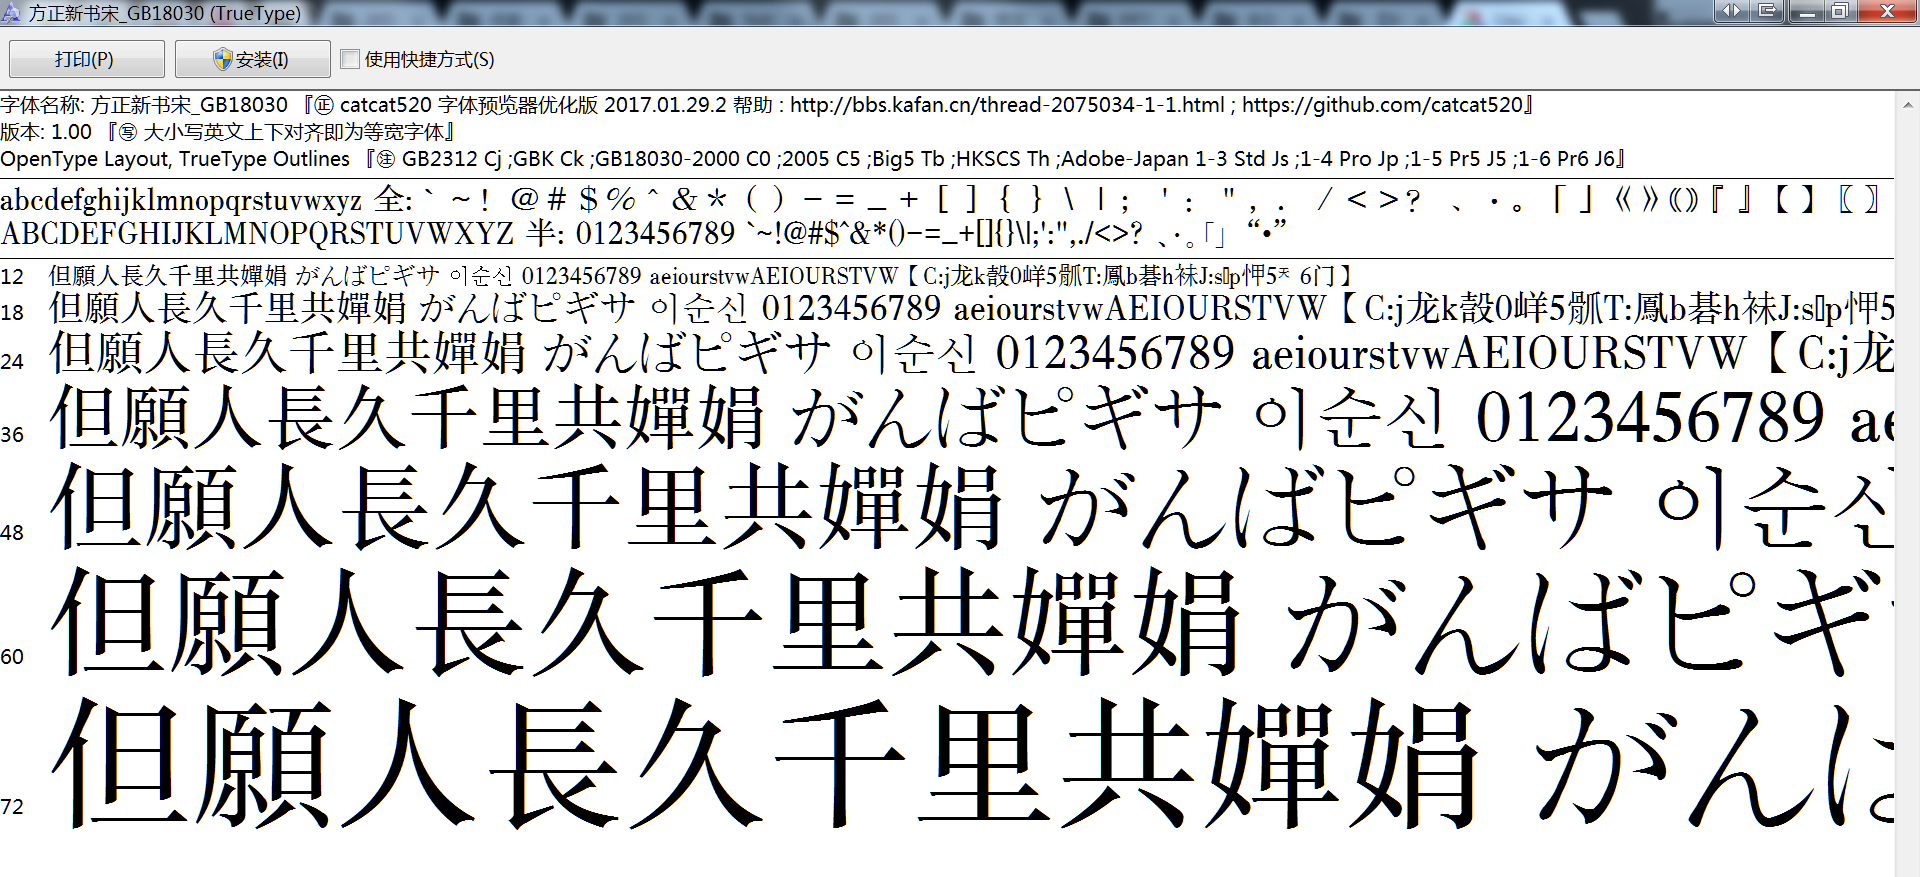 方正新书宋_GB18030 (TrueType)
打印(P) 安装(I) 使用快捷方式(S)
字体名称: 方正新书宋_GB18030 『㊣ catcat520 字体预览器优化版 2017.01.29.2 帮助 : http://bbs.kafan.cn/thread-2075034-1-1.html ; https://github.com/catcat520』
版本: 1.00 『㊢ 大小写英文上下对齐即为等宽字体』
OpenType Layout, TrueType Outlines 『㊟ GB2312 Cj ;GBK Ck ;GB18030-2000 C0 ;2005 C5 ;Big5 Tb ;HKSCS Th ;Adobe-Japan 1-3 Std Js ;1-4 Pro Jp ;1-5 Pr5 J5 ;1-6 Pr6 J6』
abcdefghijklmnopqrstuvwxyz 全:｀～！＠＃＄％＾＆＊（）－＝＿＋［］｛｝＼｜；＇：＂，．／＜＞？、·。「」《》《》『』【】〖〗
ABCDEFGHIJKLMNOPQRSTUVWXYZ 半: 0123456789 `~!@#$^&*()-=_+[]{}\|;':",./<>? ､･｡｢｣ “•”
12 但願人長久千里共嬋娟 がんばピギサ 이순신 0123456789 aeiourstvwAEIOURSTVW【C:j龙k嗀0哶5䯄T:鳳b碁h袜J:s p怈5 6门】
18 但願人長久千里共嬋娟 がんばピギサ 이순신 0123456789 aeiourstvwAEIOURSTVW【C:j龙k嗀0哶5䯄T:鳳b碁h袜J:s p怈5
24 但願人長久千里共嬋娟 がんばピギサ 이순신 0123456789 aeiourstvwAEIOURSTVW【C:j龙
36 但願人長久千里共嬋娟 がんばピギサ 이순신 0123456789 ae
48 但願人長久千里共嬋娟 がんばピギサ 이순신
60 但願人長久千里共嬋娟 がんばピギ
72 但願人長久千里共嬋娟 がんば